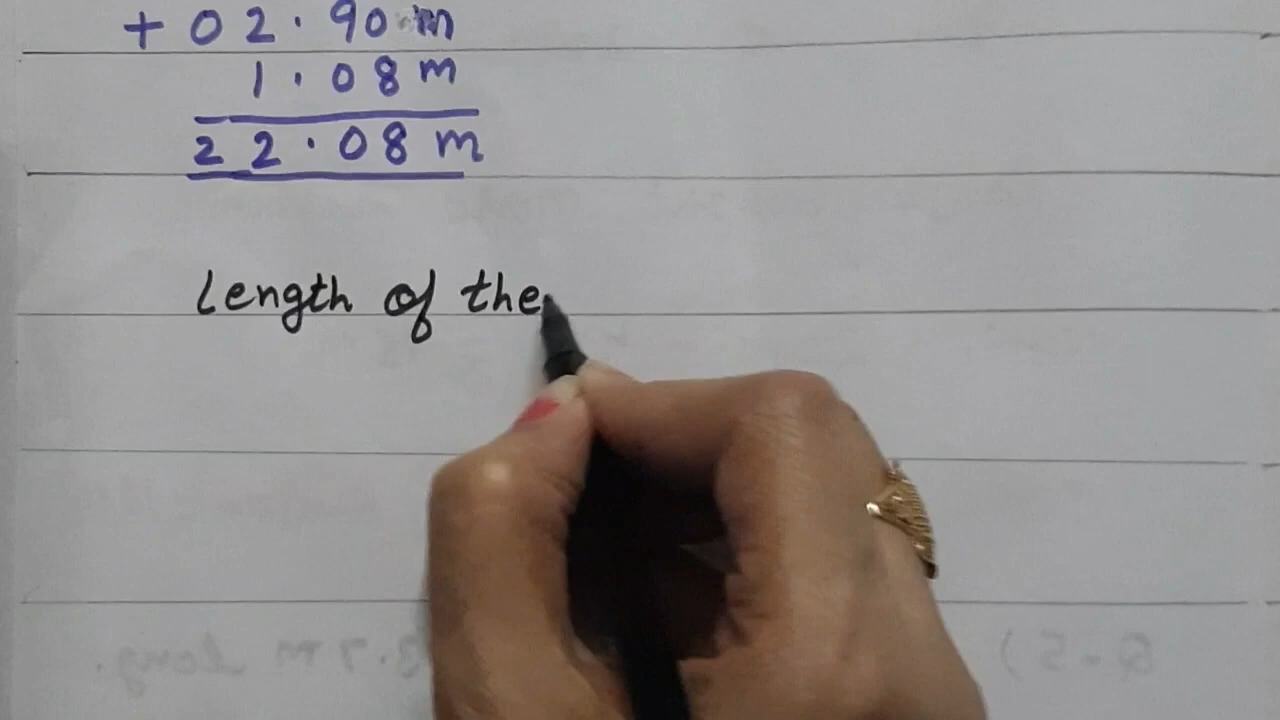 + 02.90 m
1.08 m
22.08 m
Length of the